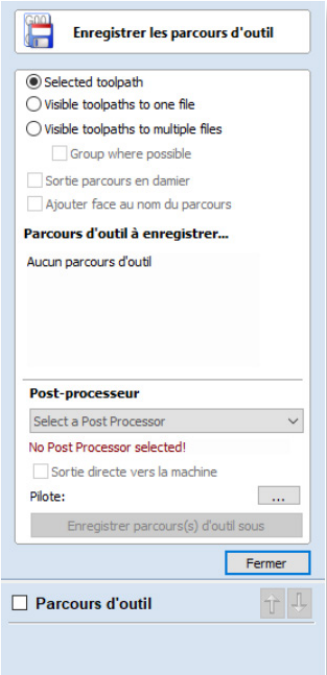 G00
Enregistrer les parcours d'outil
Selected toolpath
Visible toolpaths to one file
Visible toolpaths to multiple files
Group where possible
Sortie parcours en damier
Ajouter face au nom du parcours
Parcours d'outil à enregistrer...
Aucun parcours d'outil
Post-processeur
Select a Post Processor
No Post Processor selected!
Sortie directe vers la machine
Pilote:
...
Enregistrer parcours(s) d'outil sous
Fermer
Parcours d'outil